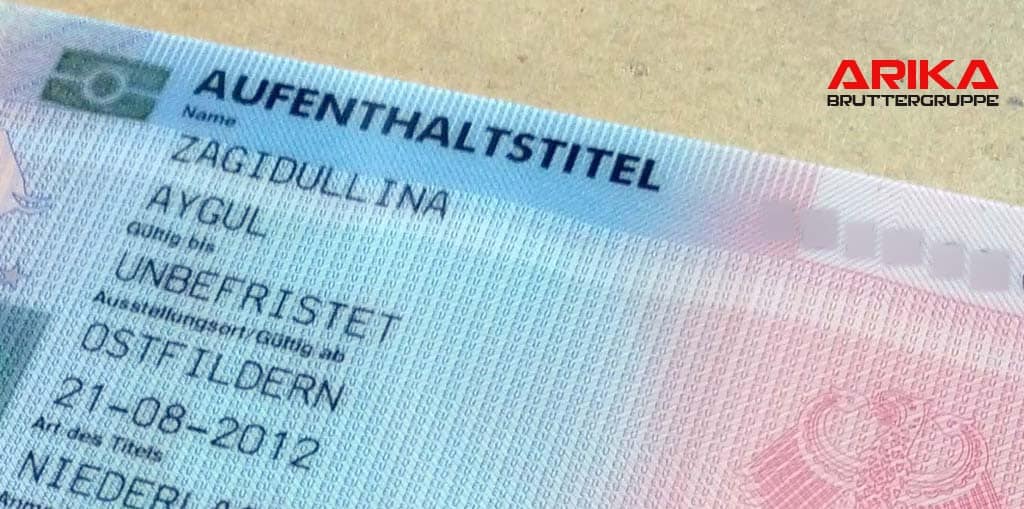 ARIKA
BRUTTERGRUPPE
AUFENTHALTSTITEL
Name
ZAGIDULLINA
AYGUL
Gültig bis
UNBEFRISTET
Ausstellungsort/Gültig ab
OSTFILDERN
21-08-2012
Art des Titels